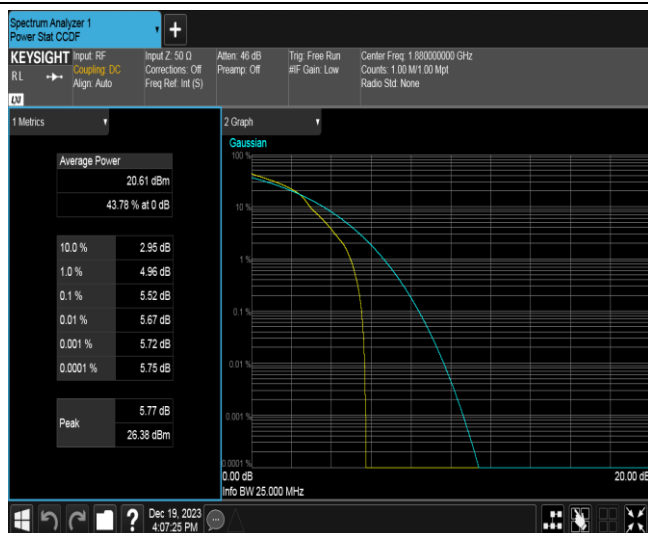 Spectrum Analyzer 1
Power Stat CCDF
+
KEYSIGHT
RL
LXI
Input: RF
Coupling: DC
Align: Auto
Input Z: 50 Ω
Corrections: Off
Freq Ref: Int (S)
Atten: 46 dB
Preamp: Off
Trig: Free Run
#IF Gain: Low
Center Freq: 1.880000000 GHz
Counts: 1.00 M/1.00 Mpt
Radio Std: None
1 Metrics
Average Power
20.61 dBm
43.78 % at 0 dB
10.0 % 2.95 dB
1.0 % 4.96 dB
0.1 % 5.52 dB
0.01 % 5.67 dB
0.001 % 5.72 dB
0.0001 % 5.75 dB
Peak
5.77 dB
26.38 dBm
2 Graph
Gaussian
100 %
10 %
1 %
0.1 %
0.01 %
0.001 %
0.0001 %
0.00 dB
20.00 dB
Info BW 25.000 MHz
?
Dec 19, 2023
4:07:25 PM